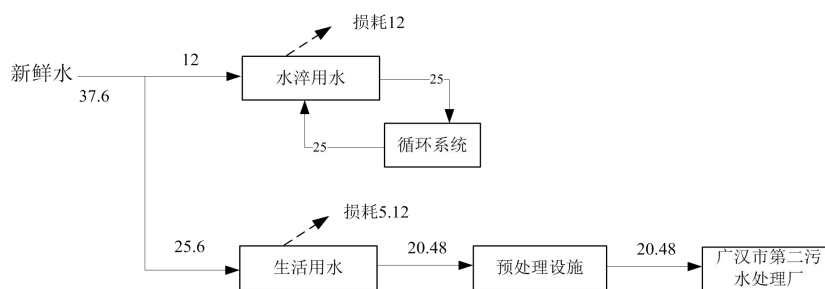 损耗12
12
水淬用水
新鲜水
37.6
25
循环系统
25
损耗5.12
25.6
生活用水
20.48
预处理设施
20.48
广汉市第二污
水处理厂